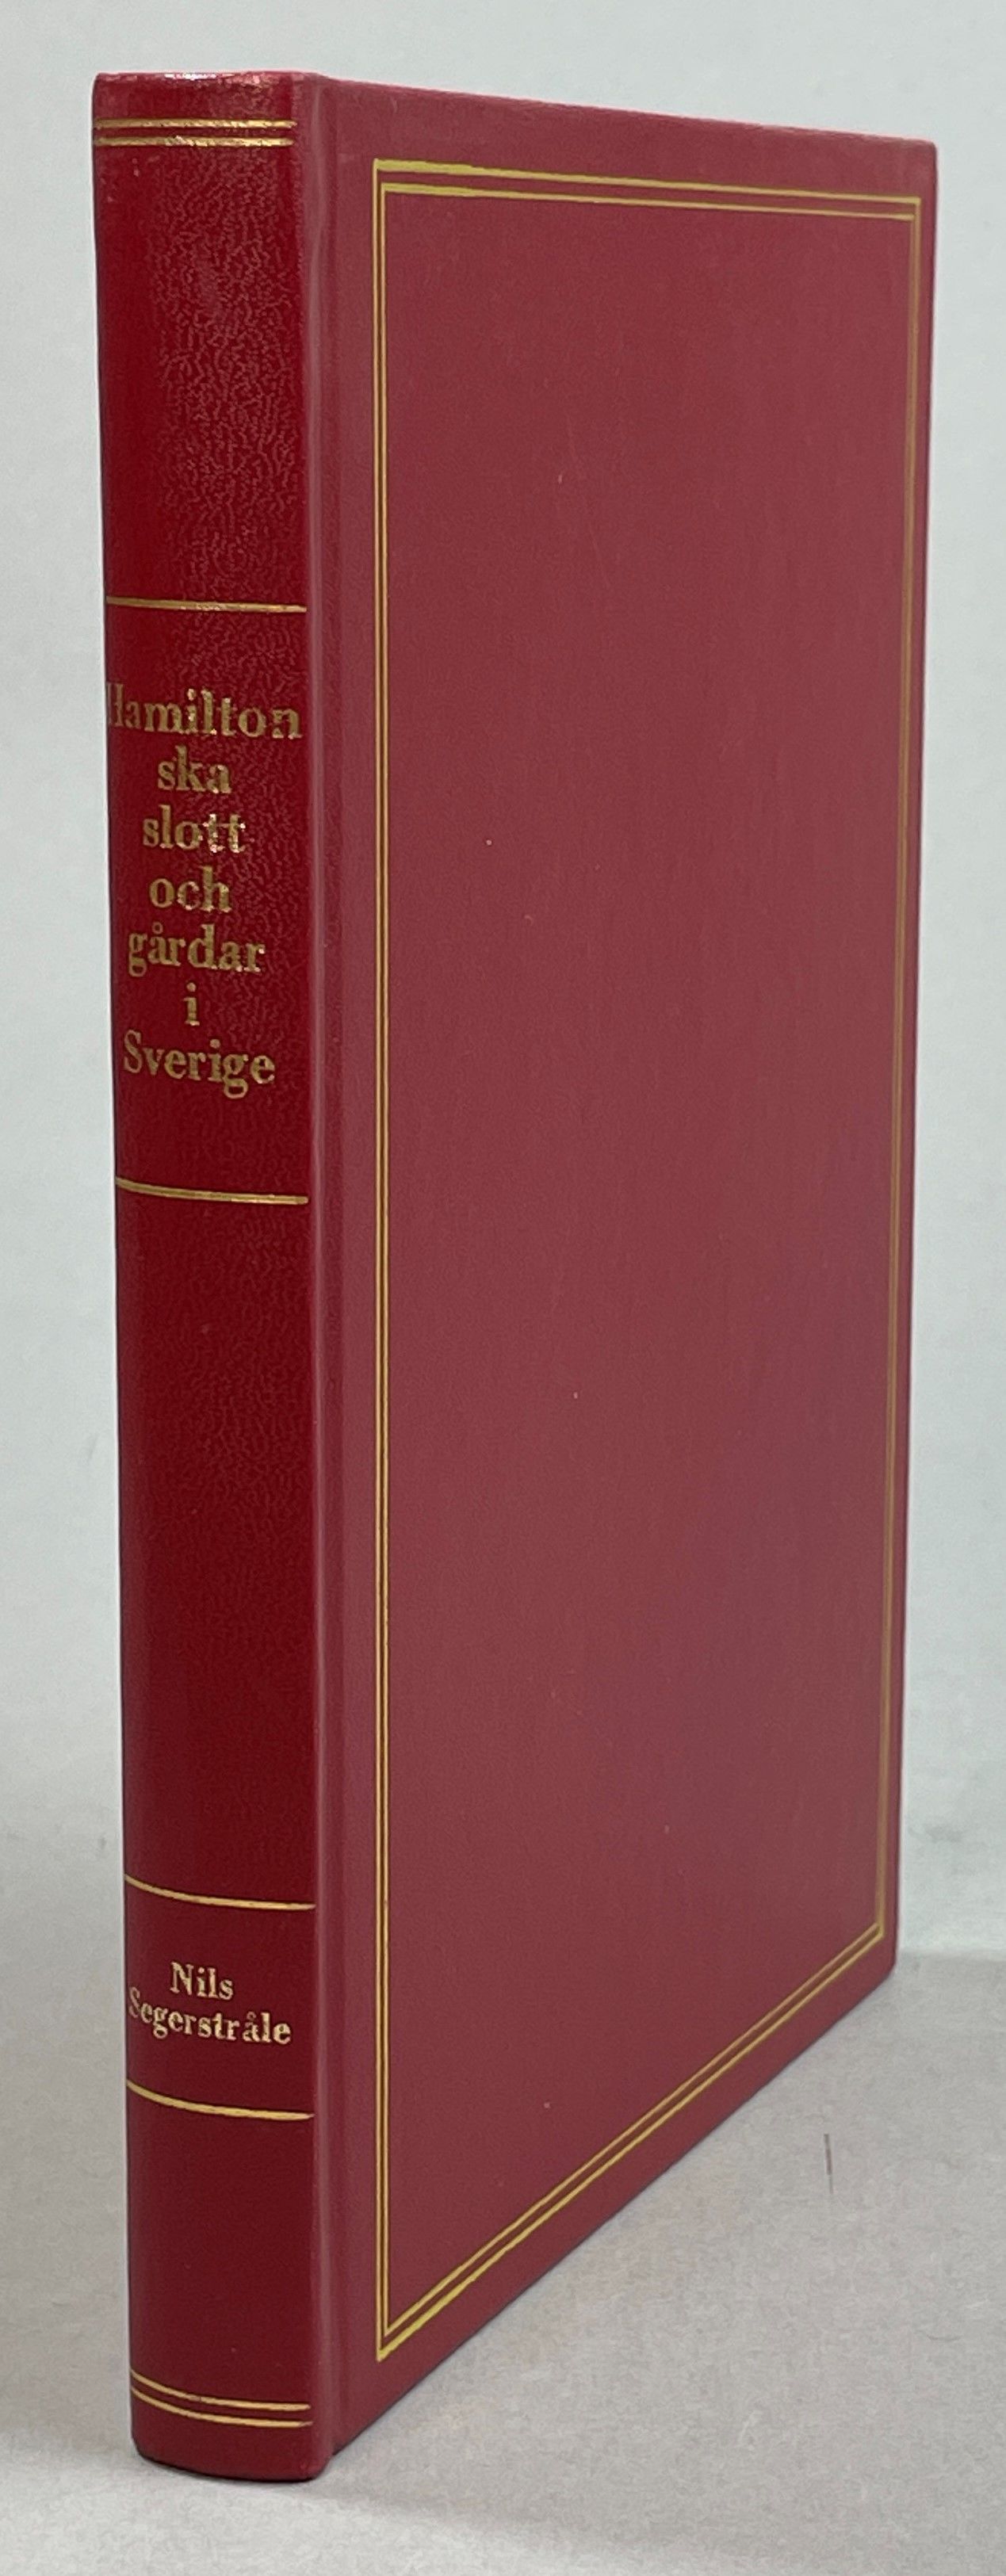 Hamilton
ska
slott
och
gårdar
i
Sverige
Nils
Segerstråle